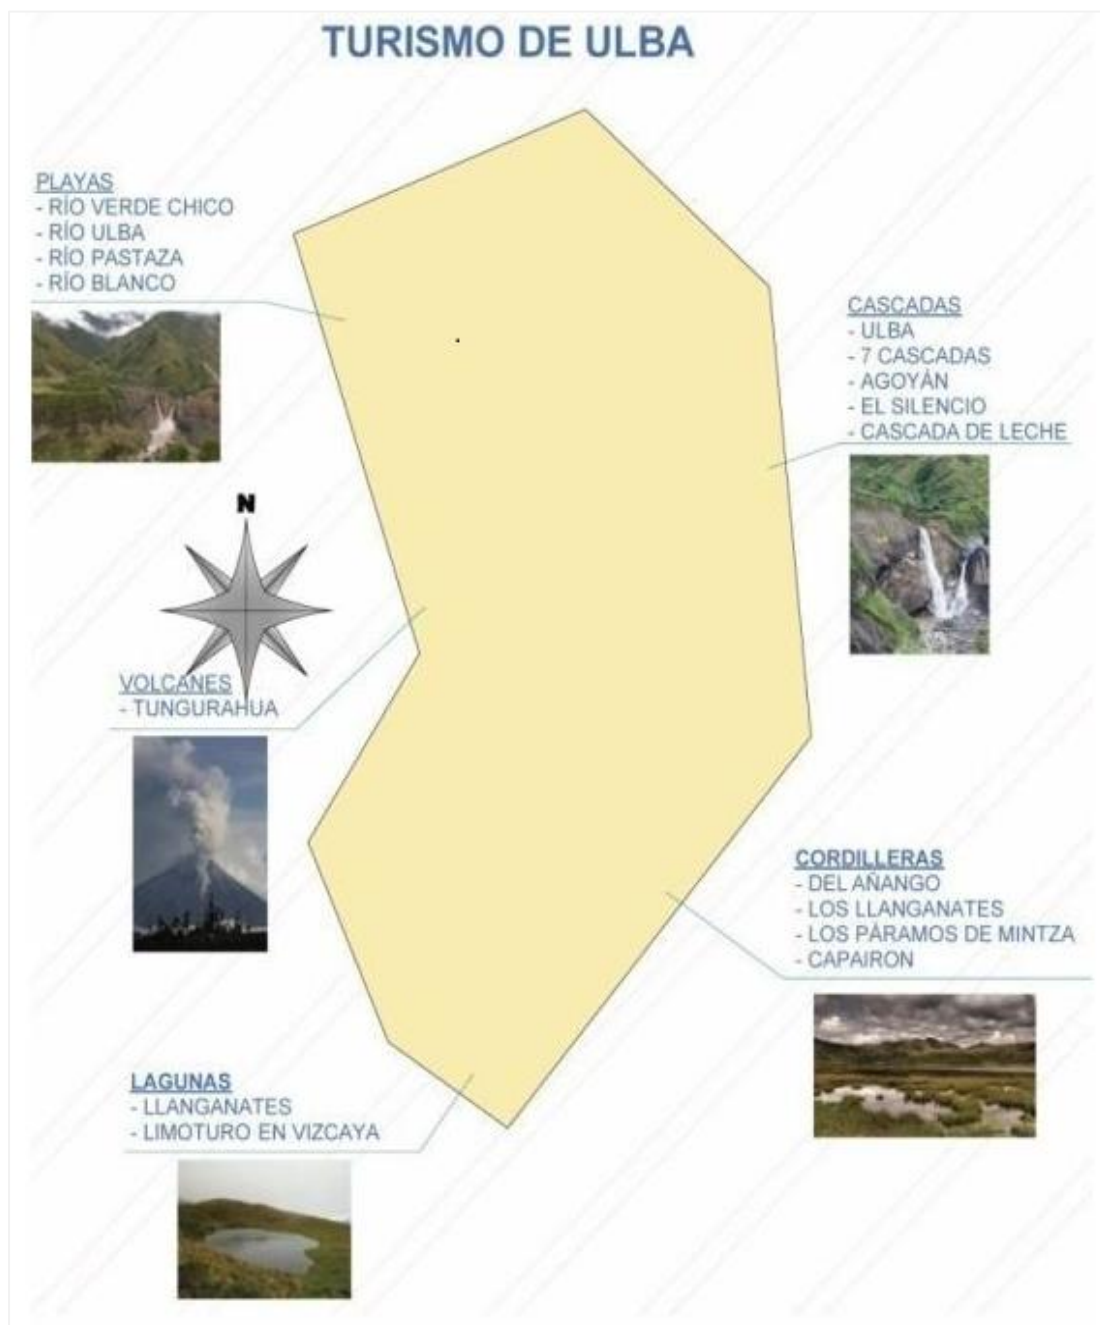 TURISMO DE ULBA
PLAYAS
- RÍO VERDE CHICO
- RÍO ULBA
- RÍO PASTAZA
- RÍO BLANCO
CASCADAS
- ULBA
- 7 CASCADAS
- AGOYÁN
- EL SILENCIO
- CASCADA DE LECHE
N
VOLCANES
- TUNGURAHUA
CORDILLERAS
- DEL AÑANGO
- LOS LLANGANATES
- LOS PÁRAMOS DE MINTZA
- CAPAIRON
LAGUNAS
- LLANGANATES
- LIMOTURO EN VIZCAYA